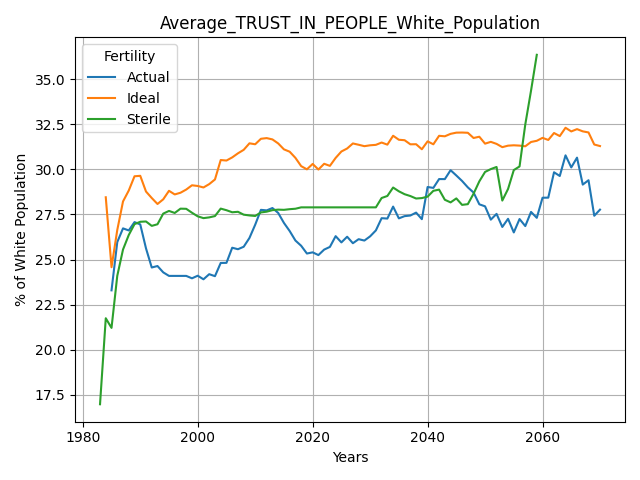 Average_TRUST_IN_PEOPLE_White_Population
Fertility
Actual
Ideal
Sterile
% of White Population
35.0
32.5
30.0
27.5
25.0
22.5
20.0
17.5
1980
2000
2020
2040
2060
Years